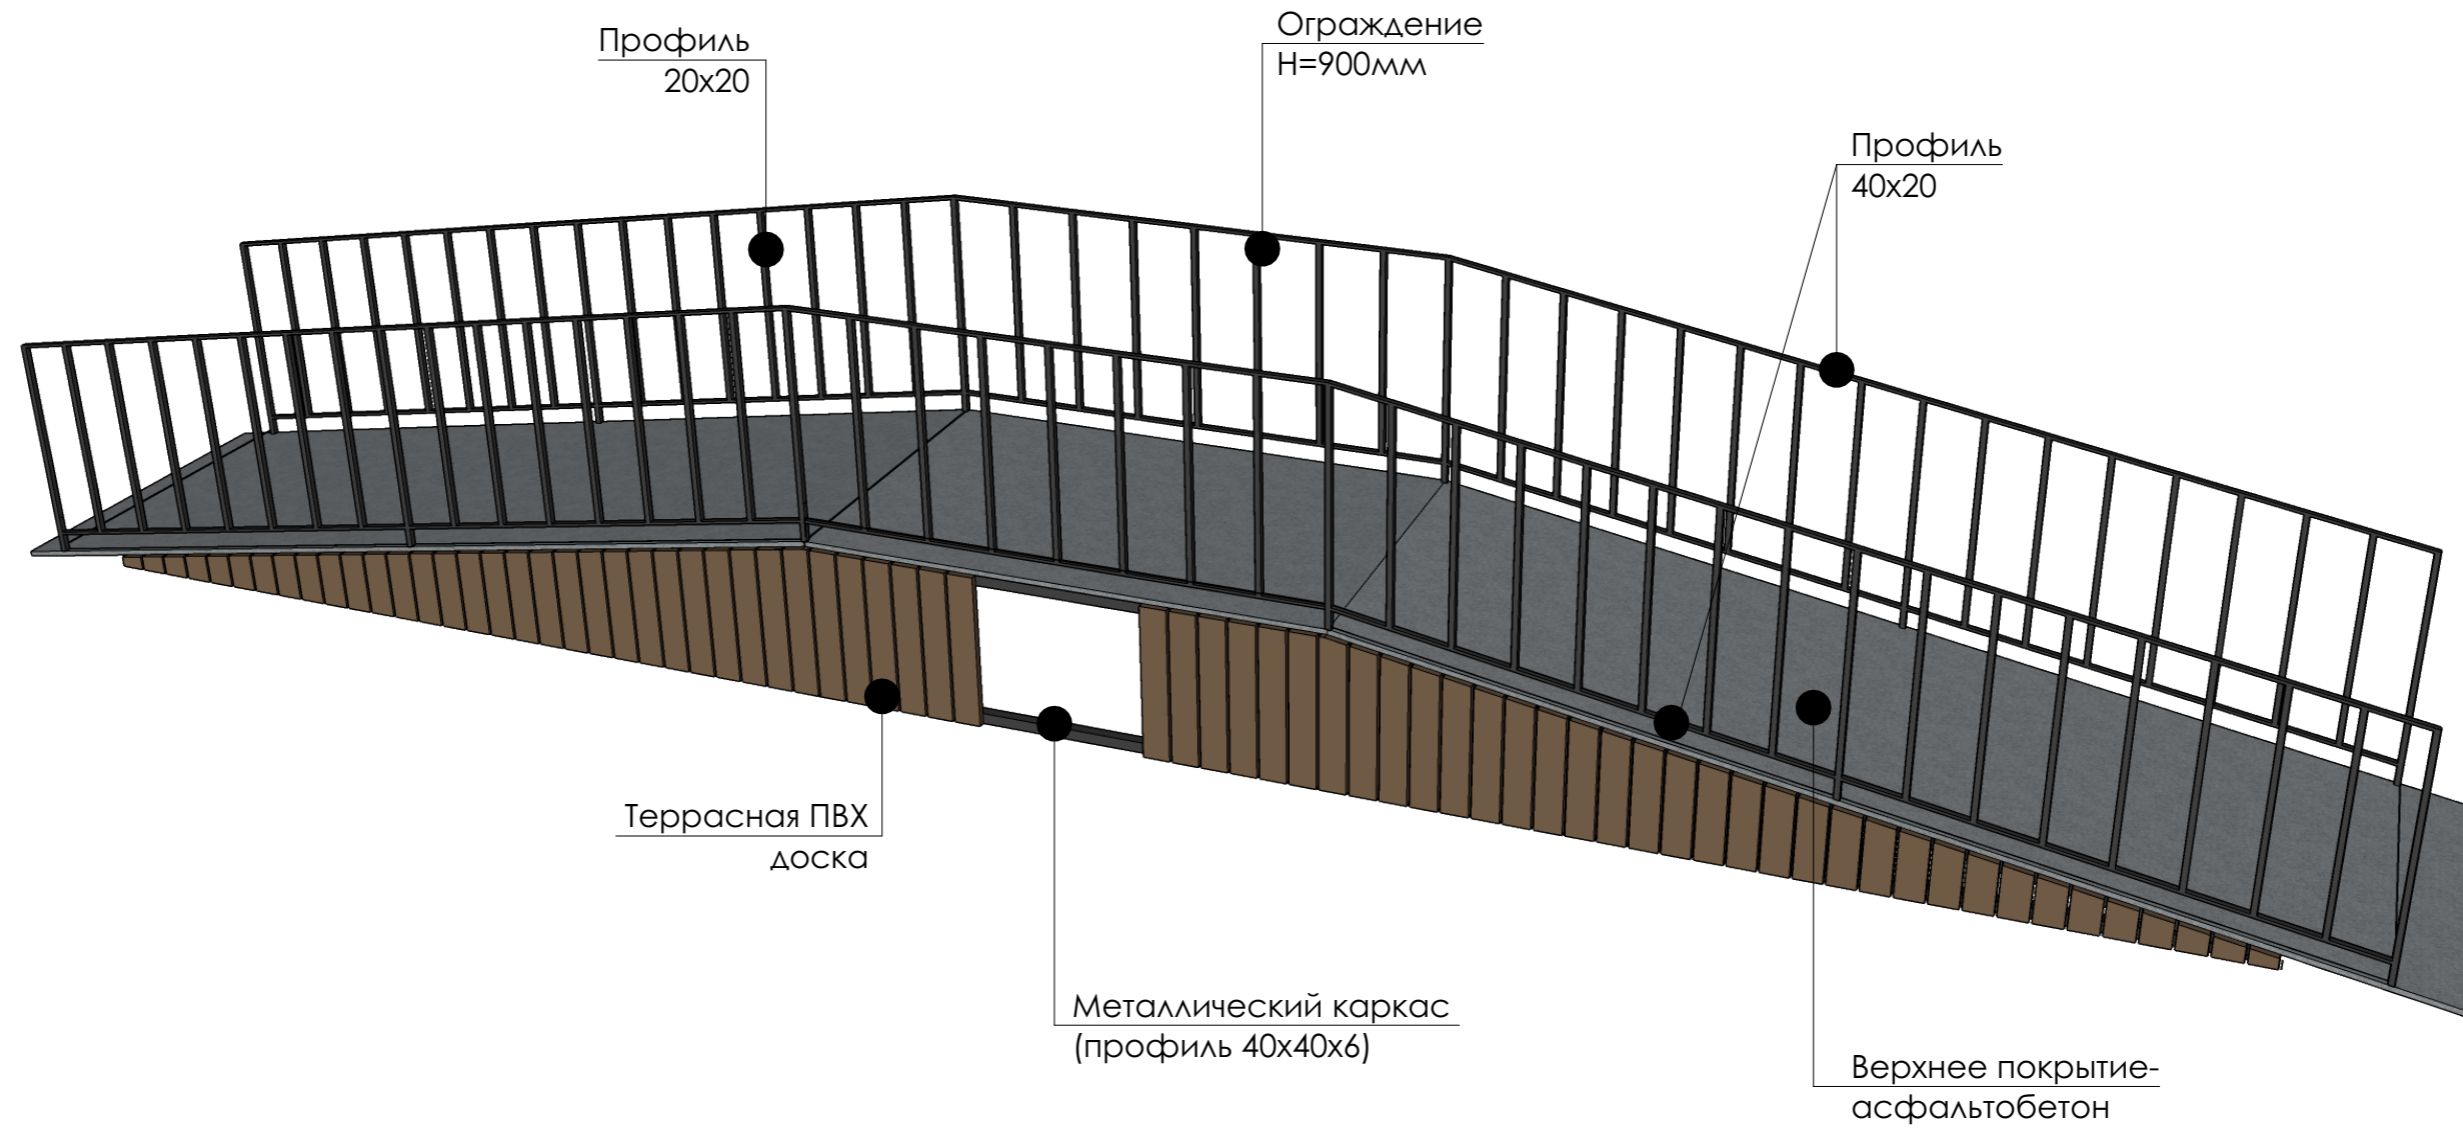 Профиль
20х20
Ограждение
Н=900мм
Профиль
40х20
Террасная ПВХ
доска
Металлический каркас
(профиль 40х40х6)
Верхнее покрытие-
асфальтобетон